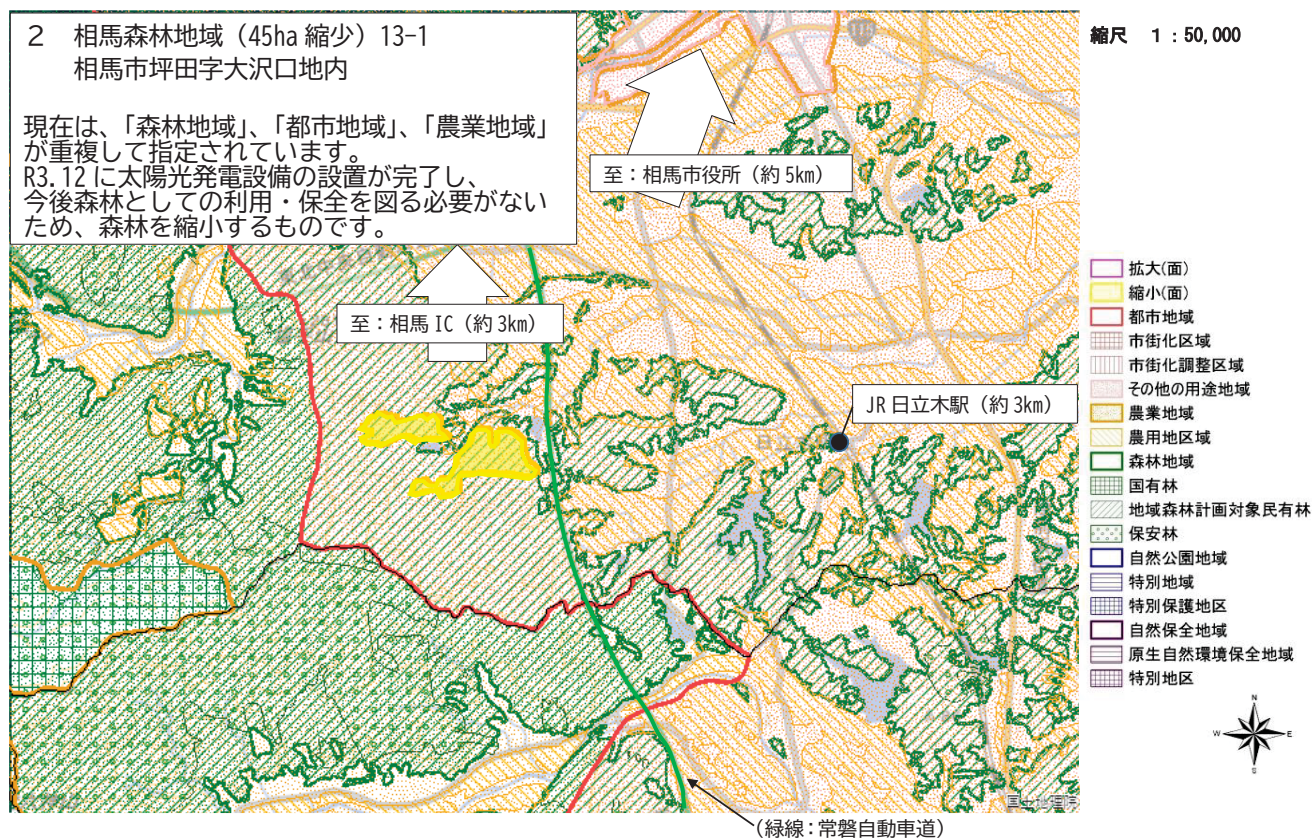 2 相馬森林地域（45ha 縮少）13-1
相馬市坪田字大沢口地内
現在は、「森林地域」、「都市地域」、「農業地域」
が重複して指定されています。
R3.12 に太陽光発電設備の設置が完了し、
今後森林としての利用・保全を図る必要がない
ため、森林を縮小するものです。
縮尺 1：50,000
至：相馬市役所（約 5km）
至：相馬 IC（約 3km）
JR 日立木駅（約 3km）
拡大(面)
縮小(面)
都市地域
市街化区域
市街化調整区域
その他の用途地域
農業地域
農用地区域
森林地域
国有林
地域森林計画対象民有林
保安林
自然公園地域
特別地域
特別保護地区
自然保全地域
原生自然環境保全地域
特別地区
N
W
E
S
国土地理院
（緑線：常磐自動車道）